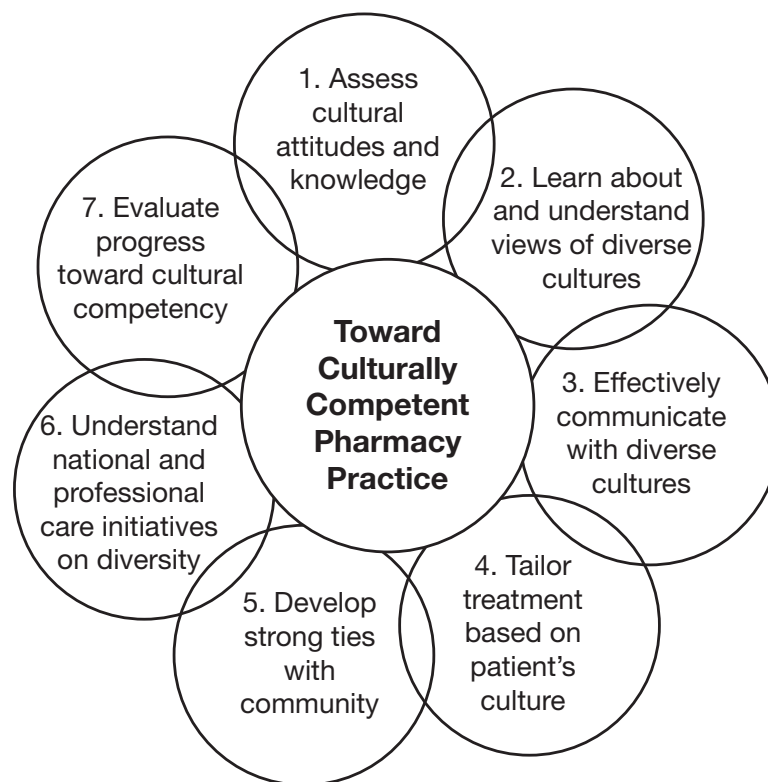 1. Assess
cultural
attitudes and
knowledge
2. Learn about
and understand
views of diverse
cultures
3. Effectively
communicate
with diverse
cultures
4. Tailor
treatment
based on
patient’s
culture
5. Develop
strong ties
with
community
6. Understand
national and
professional
care initiatives
on diversity
7. Evaluate
progress
toward cultural
competency
Toward
Culturally
Competent
Pharmacy
Practice